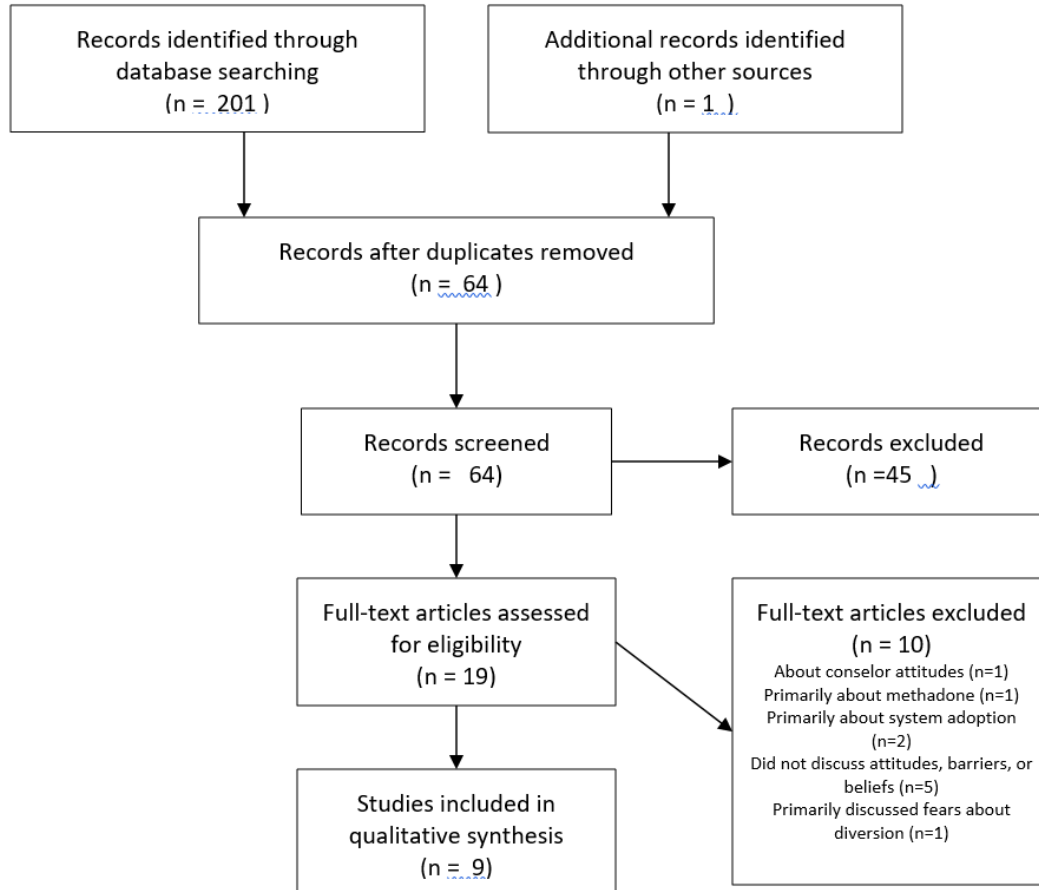 Records identified through
database searching
(n = 201 )
Additional records identified
through other sources
(n = 1 )
Records after duplicates removed
(n = 64 )
Records screened
(n = 64)
Records excluded
(n =45 )
Full-text articles assessed
for eligibility
(n = 19)
Full-text articles excluded
(n = 10)
About conselor attitudes (n=1)
Primarily about methadone (n=1)
Primarily about system adoption
(n=2)
Did not discuss attitudes, barriers, or
beliefs (n=5)
Primarily discussed fears about
diversion (n=1)
Studies included in
qualitative synthesis
(n = 9)